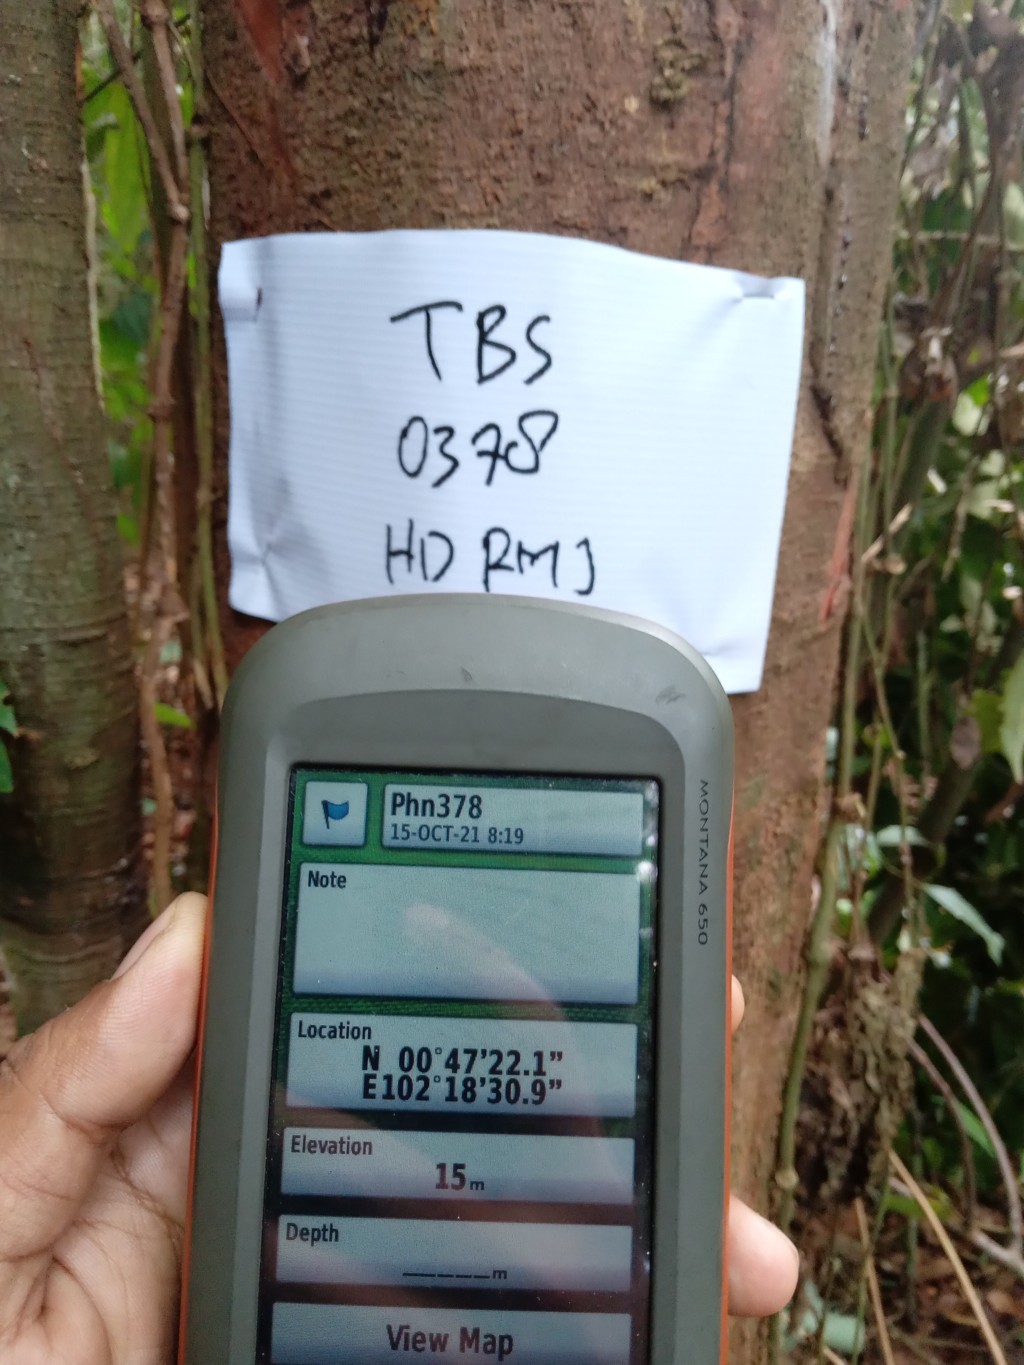 TBS
0378
HD RMJ
MONTANA 650
Phn378
15-OCT-21 8:19
Note
Location
N 00°47'22.1"
E102°18'30.9"
Elevation
15m
Depth
_____m
View Map